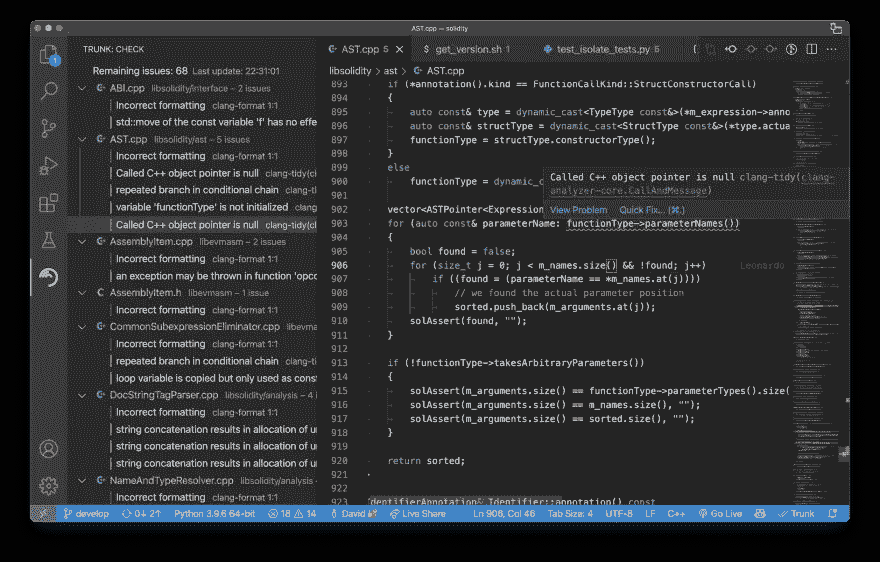 AST.cpp — solidity
TRUNK: CHECK
Remaining issues: 68 Last update: 22:31:01
ABI.cpp libsolidity/interface – 2 issues
Incorrect formatting clang-format 1:1
std::move of the const variable 'f' has no effe
AST.cpp libsolidity/ast – 5 issues
Incorrect formatting clang-format 1:1
Called C++ object pointer is null clang-tidy(cl
repeated branch in conditional chain clang-ti
variable 'functionType' is not initialized clang
Called C++ object pointer is null clang-tidy(cl
AssemblyItem.cpp libevmasm – 2 issues
Incorrect formatting clang-format 1:1
an exception may be thrown in function 'opco
AssemblyItem.h libevmasm – 1 issue
Incorrect formatting clang-format 1:1
CommonSubexpressionEliminator.cpp libevma
Incorrect formatting clang-format 1:1
repeated branch in conditional chain clang-tid
loop variable is copied but only used as cons
DocStringTagParser.cpp libsolidity/analysis – 4 i
Incorrect formatting clang-format 1:1
string concatenation results in allocation of u
string concatenation results in allocation of u
string concatenation results in allocation of u
NameAndTypeResolver.cpp libsolidity/analysis
Incorrect formatting clang-format 1:1
AST.cpp 5
$ get_version.sh 1
test_isolate_tests.py 6
libsolidity > ast > AST.cpp
893 if (*annotation().kind == FunctionCallKind::StructConstructorCall)
894 {
895 auto const& type = dynamic_cast<TypeType const&>(*m_expression->anno
896 auto const& structType = dynamic_cast<StructType const&>(*type.actua
897 functionType = structType.constructorType();
898 }
899 else
900 functionType = dynamic_c
901
Called C++ object pointer is null clang-tidy(clang-
analyzer-core.CallAndMessage)
View Problem Quick Fix... (⌘.)
902 vector<ASTPointer<Expression
903 for (auto const& parameterName: functionType->parameterNames())
904 {
905 bool found = false;
906 for (size_t j = 0; j < m_names.size() && !found; j++) Leonardo
907 if ((found = (parameterName == *m_names.at(j))))
908 // we found the actual parameter position
909 sorted.push_back(m_arguments.at(j));
910 solAssert(found, "");
911 }
912
913 if (!functionType->takesArbitraryParameters())
914 {
915 solAssert(m_arguments.size() == functionType->parameterTypes().size(
916 solAssert(m_arguments.size() == m_names.size(), "");
917 solAssert(m_arguments.size() == sorted.size(), "");
918 }
919
920 return sorted;
921
922
923 IdentifierAnnotation& Identifier::annotation() const
develop 0↓ 2↑ Python 3.9.6 64-bit 18 14 David Live Share Ln 906, Col 46 Tab Size: 4 UTF-8 LF C++ Go Live Trunk